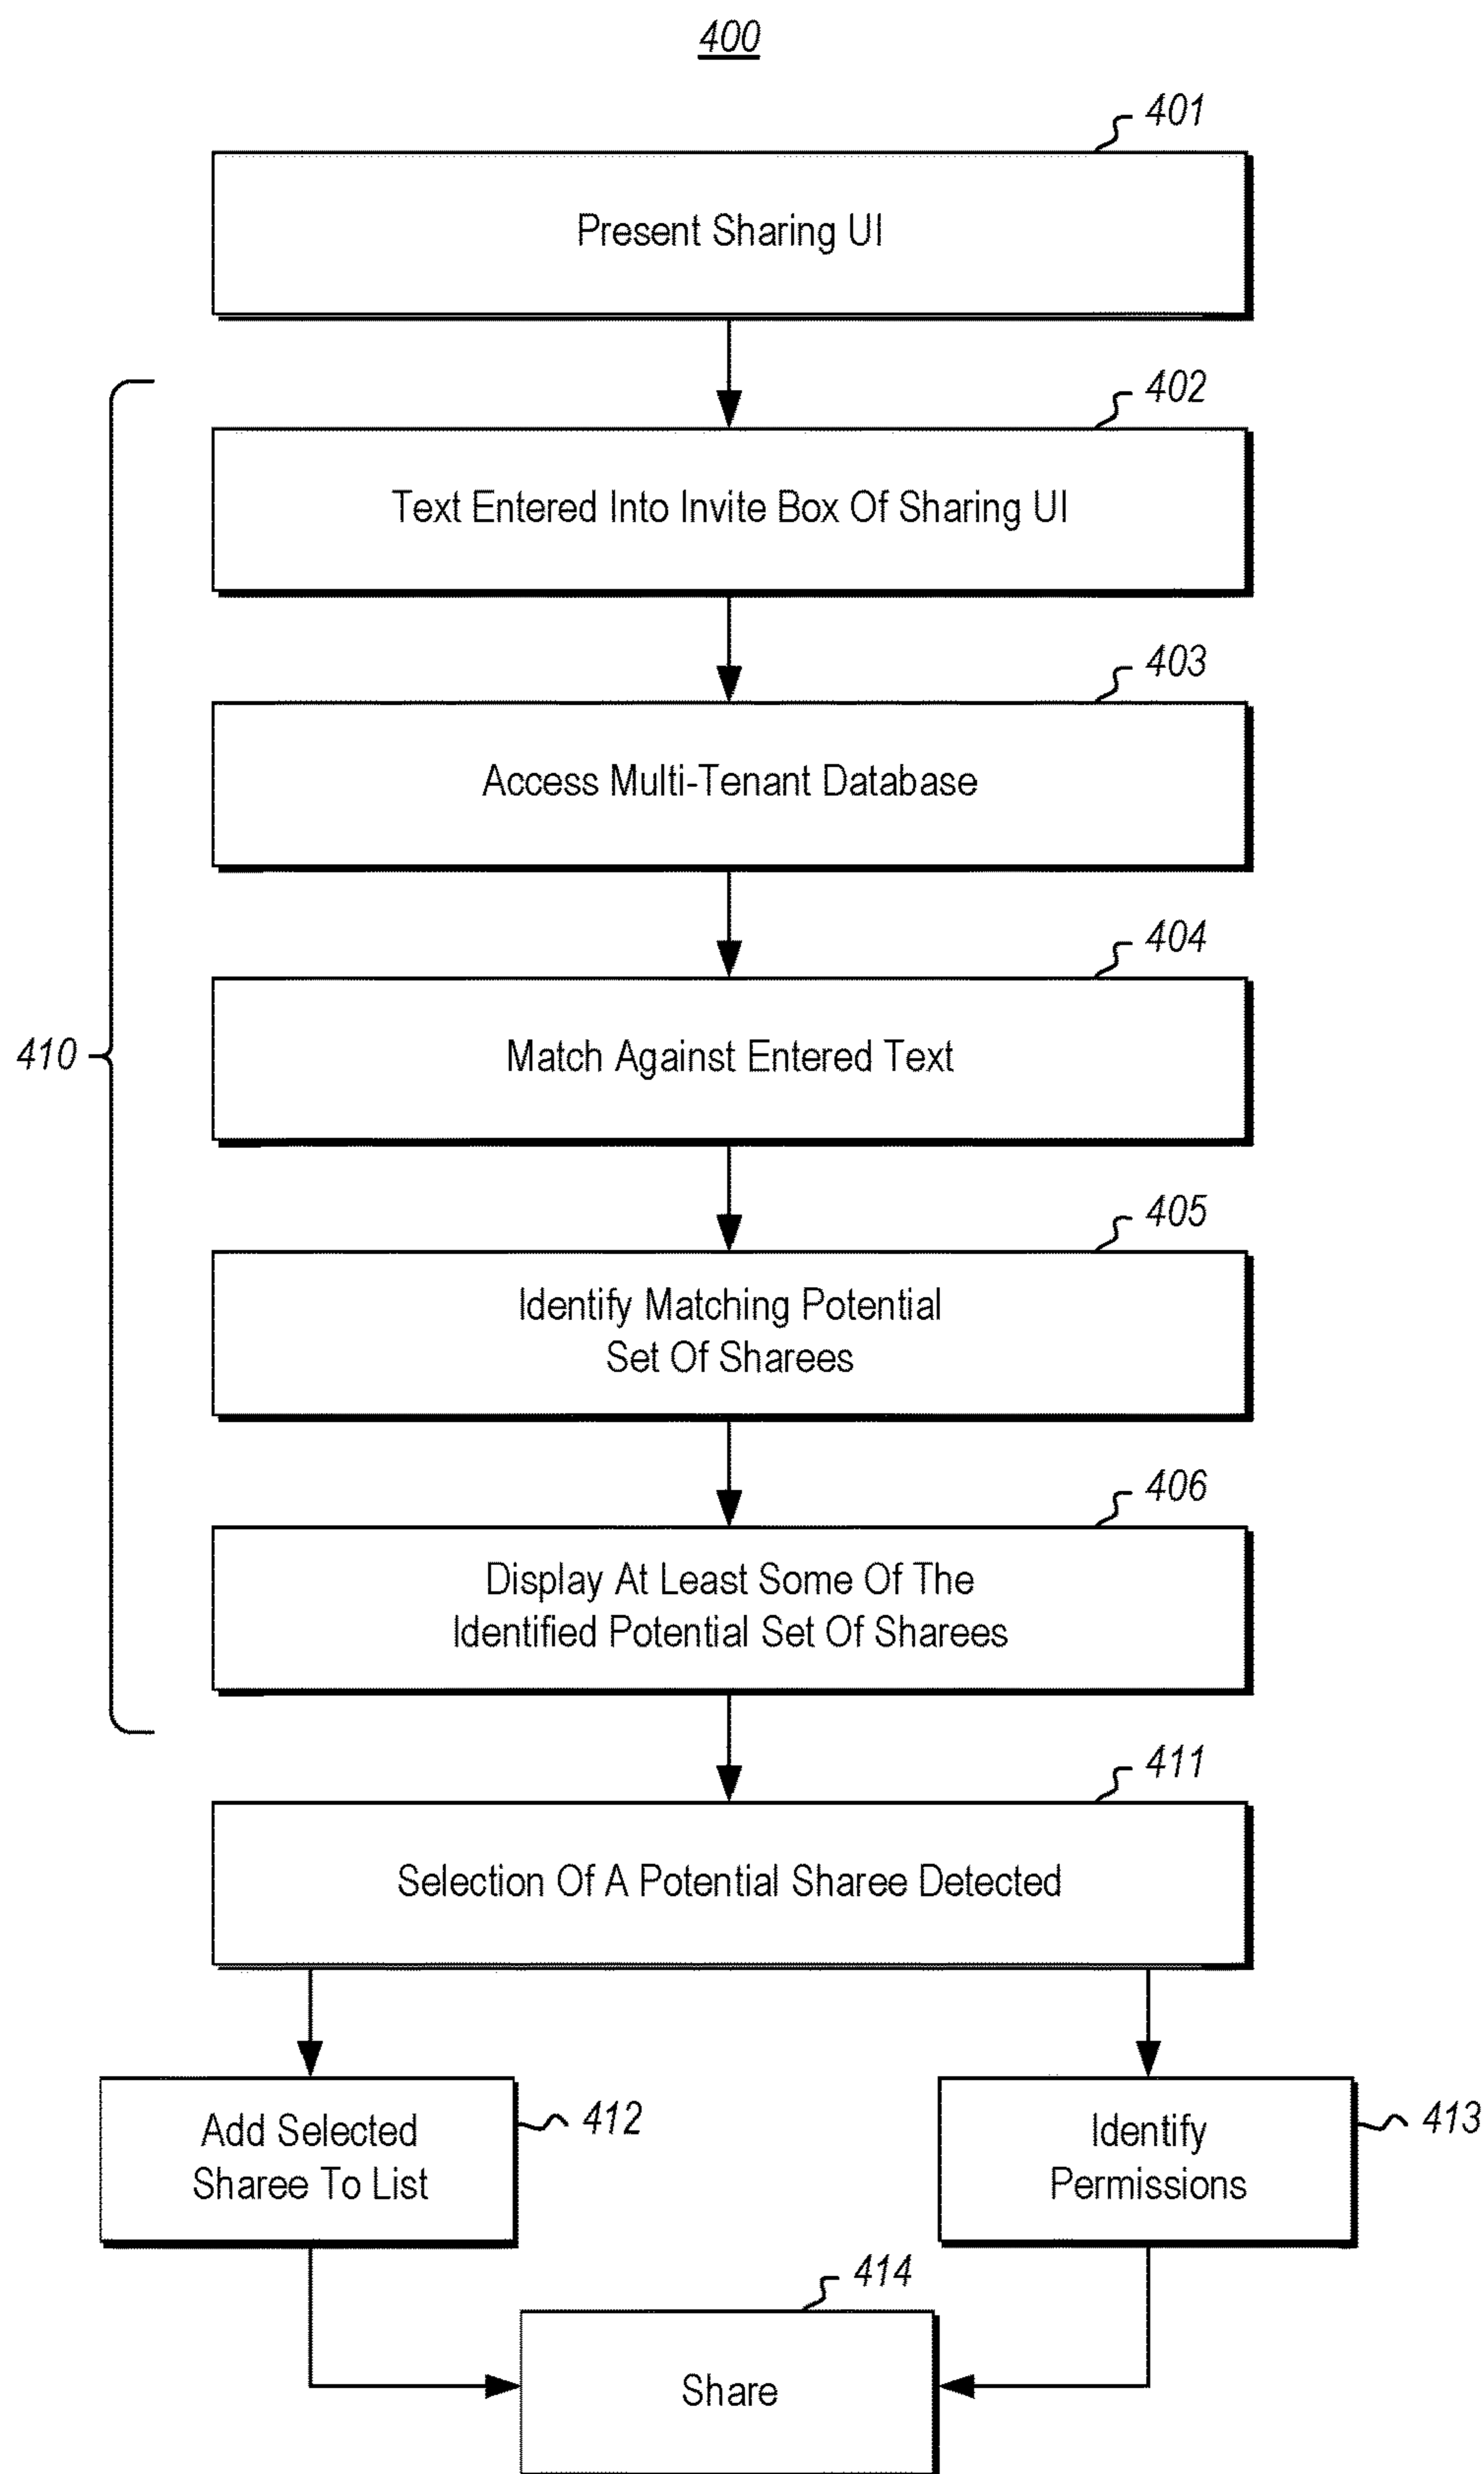 400
401
Present Sharing UI
402
Text Entered Into Invite Box Of Sharing UI
403
Access Multi-Tenant Database
404
410
Match Against Entered Text
405
Identify Matching Potential
Set Of Sharees
406
Display At Least Some Of The
Identified Potential Set Of Sharees
411
Selection Of A Potential Sharee Detected
Add Selected
Sharee To List
412
Identify
Permissions
413
414
Share